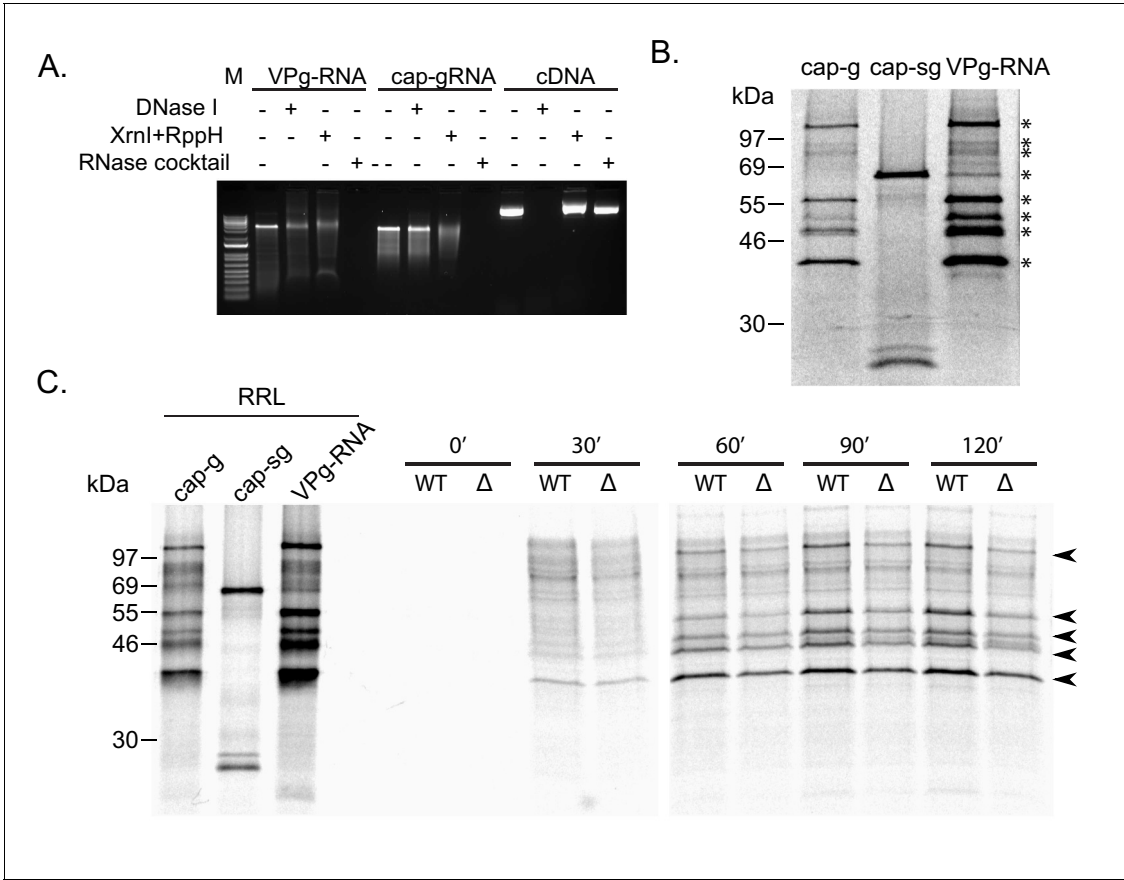 A.
M VPg-RNA cap-gRNA cDNA
DNase I - + - - + - - + -
XrnI+RppH - - + - - + - - +
RNase cocktail - + - - + - +
B.
cap-g cap-sg VPg-RNA
kDa
97
69
55
46
30
*
*
*
*
*
*
*
*
C.
RRL
cap-g cap-sg VPg-RNA
0′ 30′ 60′ 90′ 120′
kDa WT Δ WT Δ WT Δ WT Δ WT Δ
97
69
55
46
30